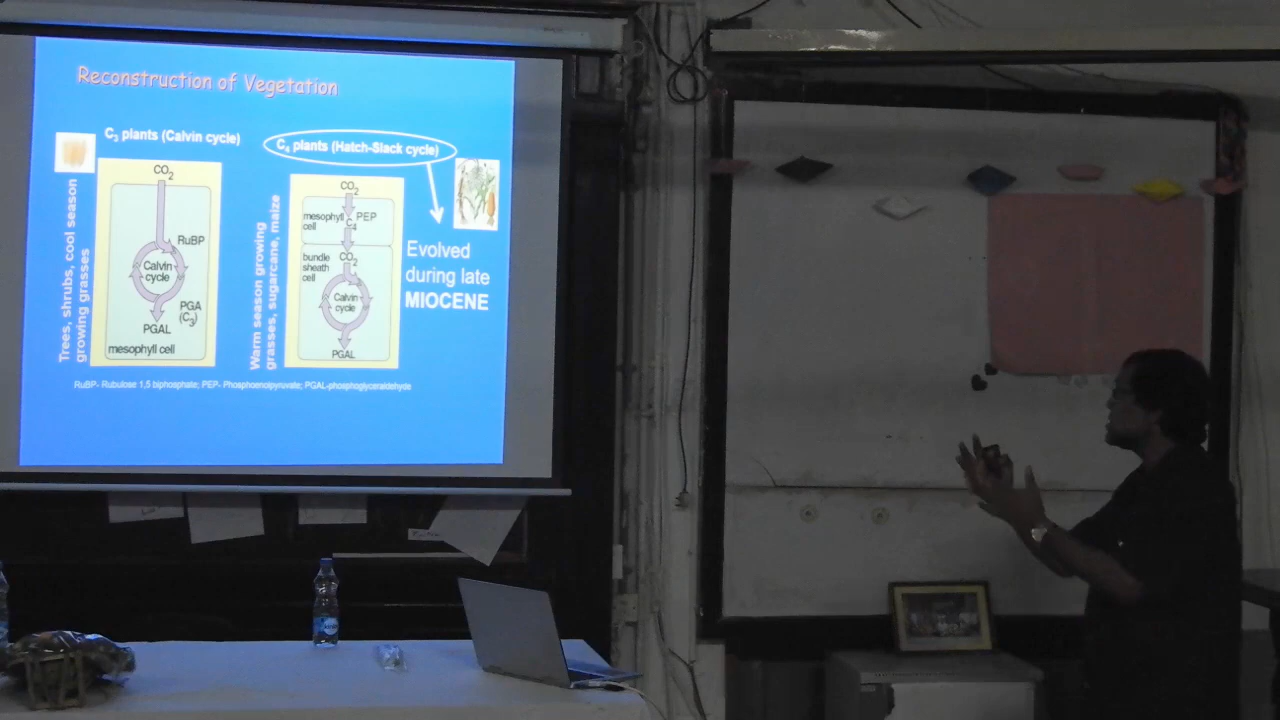 Reconstruction of Vegetation
C3 plants (Calvin cycle)
CO2
RuBP
Calvin
cycle
PGA
(C3)
PGAL
mesophyll cell
Trees, shrubs, cool season
growing grasses
C4 plants (Hatch-Slack cycle)
CO2
mesophyll
cell
C4
PEP
bundle
sheath
cell
CO2
Calvin
cycle
PGAL
Warm season growing
grasses, sugarcane, maize
Evolved
during late
MIOCENE
RuBP- Rubulose 1,5 biphosphate; PEP- Phosphoenolpyruvate; PGAL-phosphoglyceraldehyde